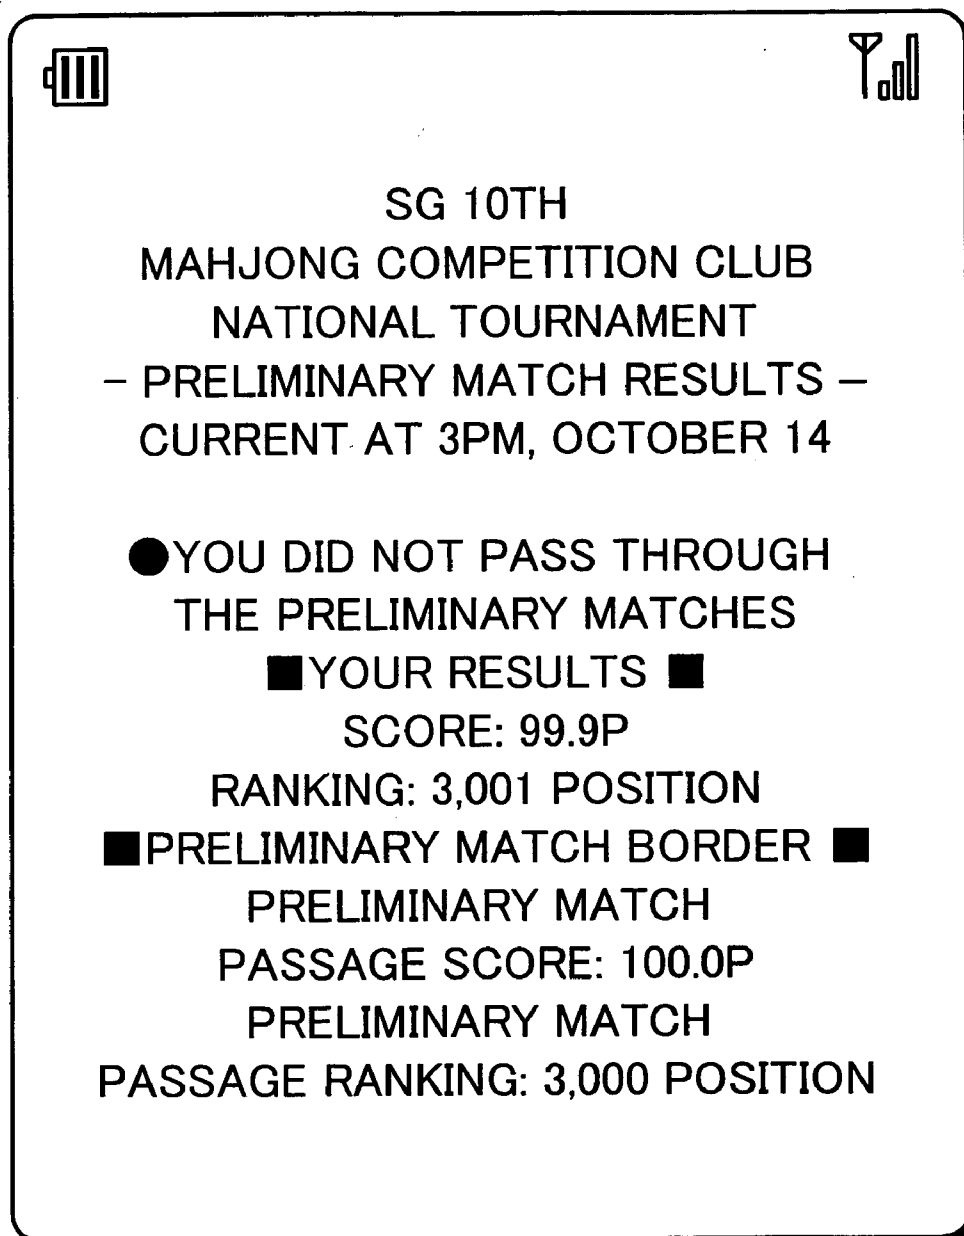 SG 10TH
MAHJONG COMPETITION CLUB
NATIONAL TOURNAMENT
– PRELIMINARY MATCH RESULTS –
CURRENT AT 3PM, OCTOBER 14
●YOU DID NOT PASS THROUGH
THE PRELIMINARY MATCHES
■YOUR RESULTS ■
SCORE: 99.9P
RANKING: 3,001 POSITION
■PRELIMINARY MATCH BORDER ■
PRELIMINARY MATCH
PASSAGE SCORE: 100.0P
PRELIMINARY MATCH
PASSAGE RANKING: 3,000 POSITION